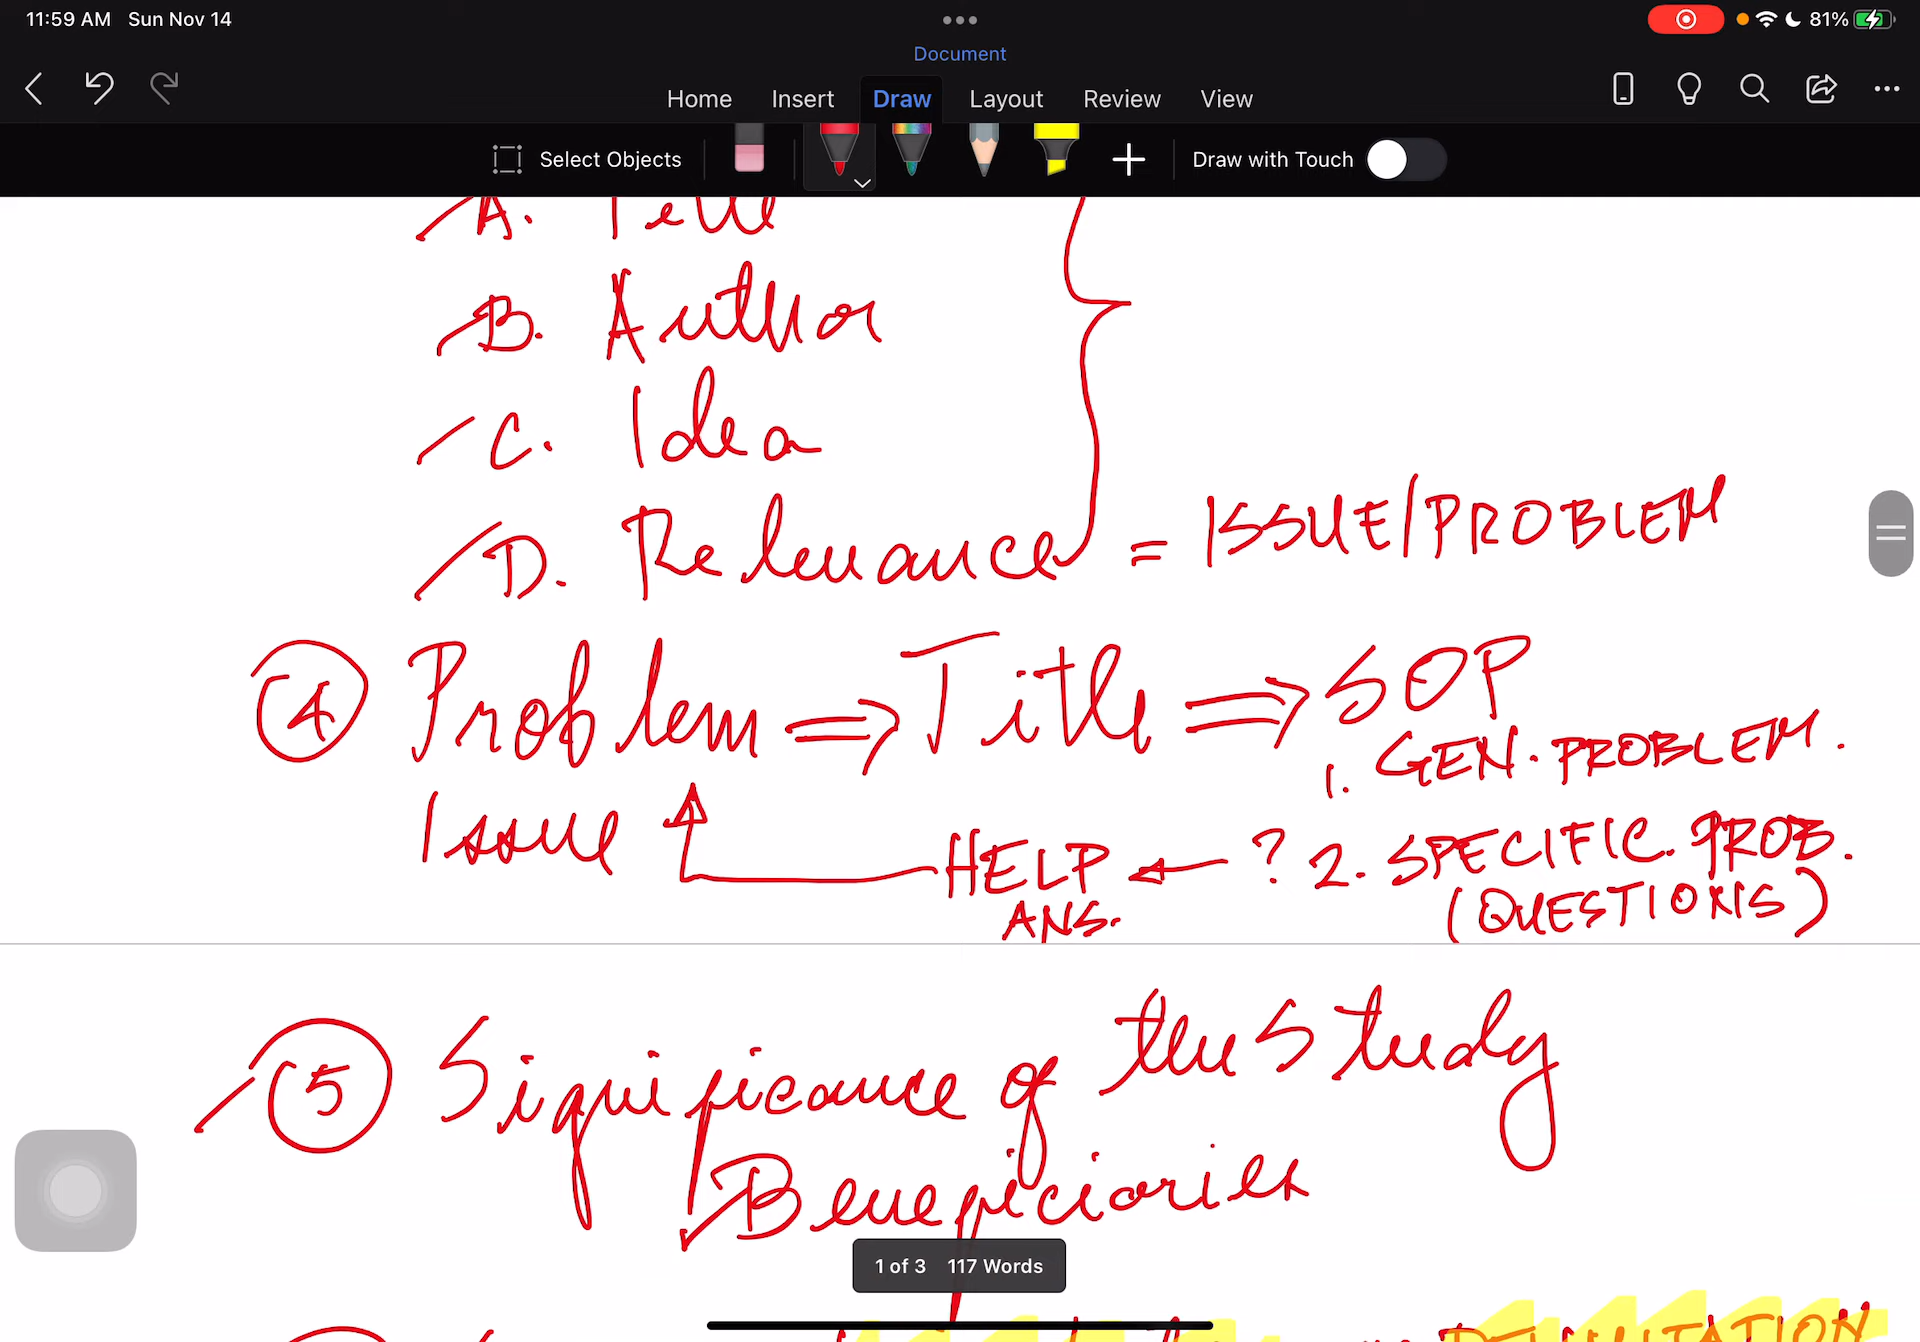 11:59 AM Sun Nov 14
81%
Document
Home Insert Draw Layout Review View
Select Objects
Draw with Touch
A. Title
B. Author
C. Idea
D. Relevance = ISSUE/PROBLEM
4 Problem ⇒ Title ⇒ SOP
1. GEN. PROBLEM.
Issue HELP ← ? 2. SPECIFIC. PROB.
ANS. (QUESTIONS)
5 Significance of the Study
Beneficiaries
1 of 3 117 Words